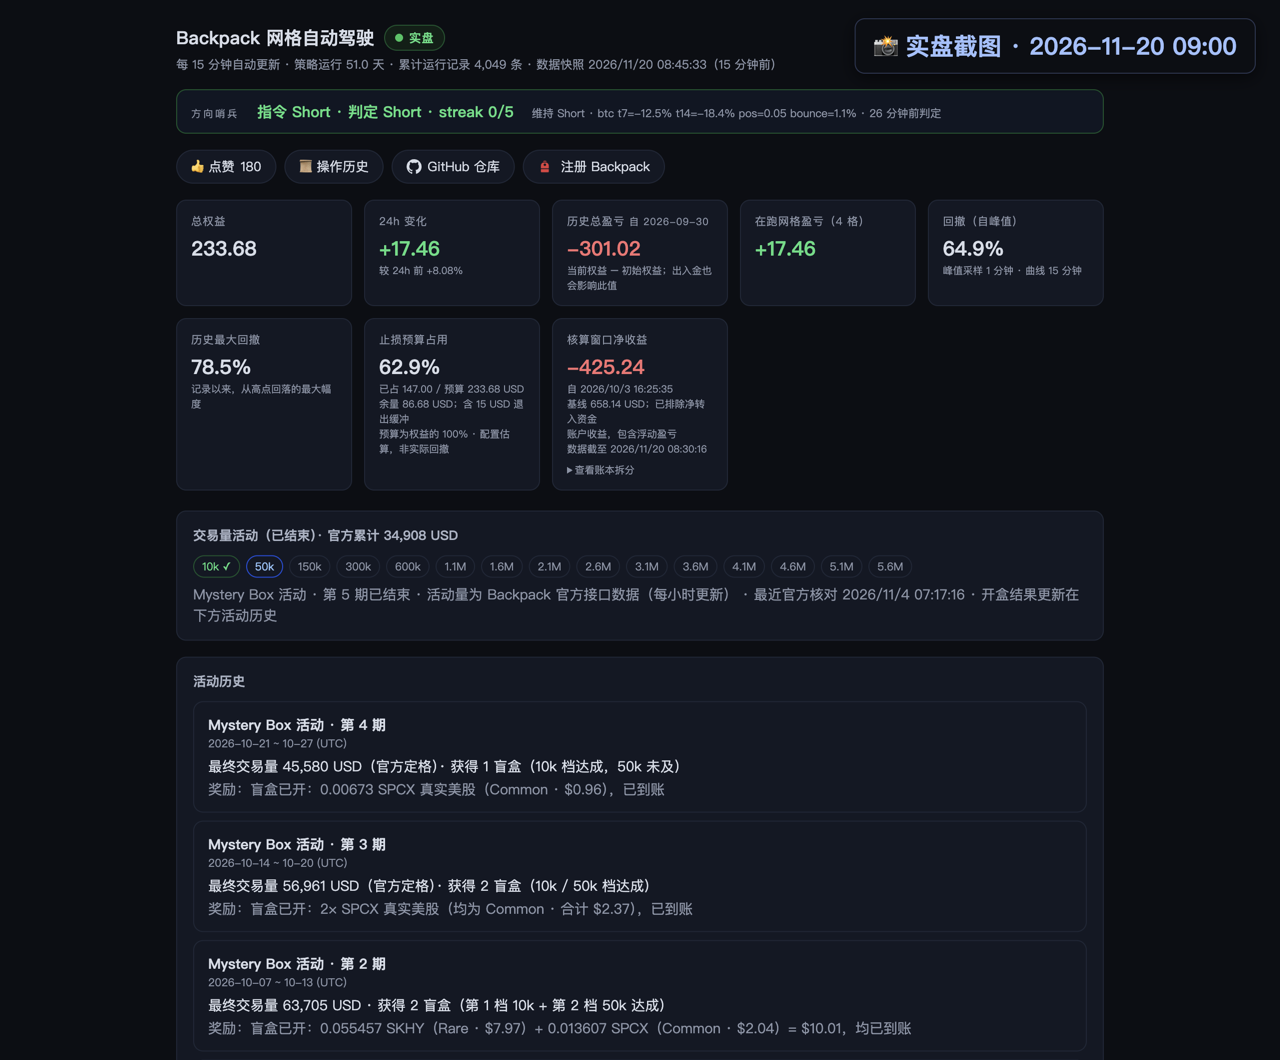 Backpack 网格自动驾驶
实盘
📸 实盘截图 · 2026-11-20 09:00
每 15 分钟自动更新 · 策略运行 51.0 天 · 累计运行记录 4,049 条 · 数据快照 2026/11/20 08:45:33（15 分钟前）
方向哨兵 指令 Short · 判定 Short · streak 0/5 维持 Short · btc t7=-12.5% t14=-18.4% pos=0.05 bounce=1.1% · 26 分钟前判定
👍 点赞 180
操作历史
GitHub 仓库
注册 Backpack
总权益
233.68
24h 变化
+17.46
较 24h 前 +8.08%
历史总盈亏 自 2026-09-30
-301.02
当前权益 — 初始权益；出入金也
会影响此值
在跑网格盈亏（4 格）
+17.46
回撤（自峰值）
64.9%
峰值采样 1 分钟 · 曲线 15 分钟
历史最大回撤
78.5%
记录以来，从高点回落的最大幅
度
止损预算占用
62.9%
已占 147.00 / 预算 233.68 USD
余量 86.68 USD；含 15 USD 退
出缓冲
预算为权益的 100% · 配置估
算，非实际回撤
核算窗口净收益
-425.24
自 2026/10/3 16:25:35
基线 658.14 USD；已排除净转
入资金
账户收益，包含浮动盈亏
数据截至 2026/11/20 08:30:16
▶查看账本拆分
交易量活动（已结束）· 官方累计 34,908 USD
10k ✓ 50k 150k 300k 600k 1.1M 1.6M 2.1M 2.6M 3.1M 3.6M 4.1M 4.6M 5.1M 5.6M
Mystery Box 活动 · 第 5 期已结束 · 活动量为 Backpack 官方接口数据（每小时更新） · 最近官方核对 2026/11/4 07:17:16 · 开盒结果更新在
下方活动历史
活动历史
Mystery Box 活动 · 第 4 期
2026-10-21 ~ 10-27 (UTC)
最终交易量 45,580 USD（官方定格）· 获得 1 盲盒（10k 档达成，50k 未及）
奖励：盲盒已开：0.00673 SPCX 真实美股（Common · $0.96），已到账
Mystery Box 活动 · 第 3 期
2026-10-14 ~ 10-20 (UTC)
最终交易量 56,961 USD（官方定格）· 获得 2 盲盒（10k / 50k 档达成）
奖励：盲盒已开：2× SPCX 真实美股（均为 Common · 合计 $2.37），已到账
Mystery Box 活动 · 第 2 期
2026-10-07 ~ 10-13 (UTC)
最终交易量 63,705 USD · 获得 2 盲盒（第 1 档 10k + 第 2 档 50k 达成）
奖励：盲盒已开：0.055457 SKHY（Rare · $7.97）+ 0.013607 SPCX（Common · $2.04）= $10.01，均已到账